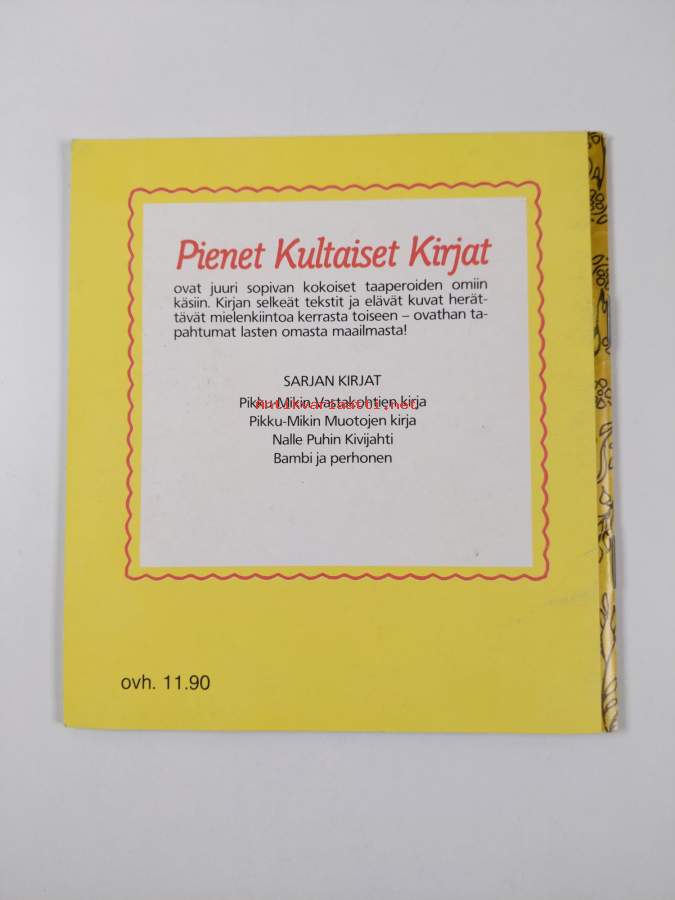 Pienet Kultaiset Kirjat
ovat juuri sopivan kokoiset taaperoiden omiin
käsiin. Kirjan selkeät tekstit ja elävät kuvat herät-
tävät mielenkiintoa kerrasta toiseen – ovathan ta-
pahtumat lasten omasta maailmasta!
SARJAN KIRJAT
Pikku-Mikin Vastakohtien kirja
Antikvariaatti.net
Pikku-Mikin Muotojen kirja
Nalle Puhin Kivijahti
Bambi ja perhonen
ovh. 11.90